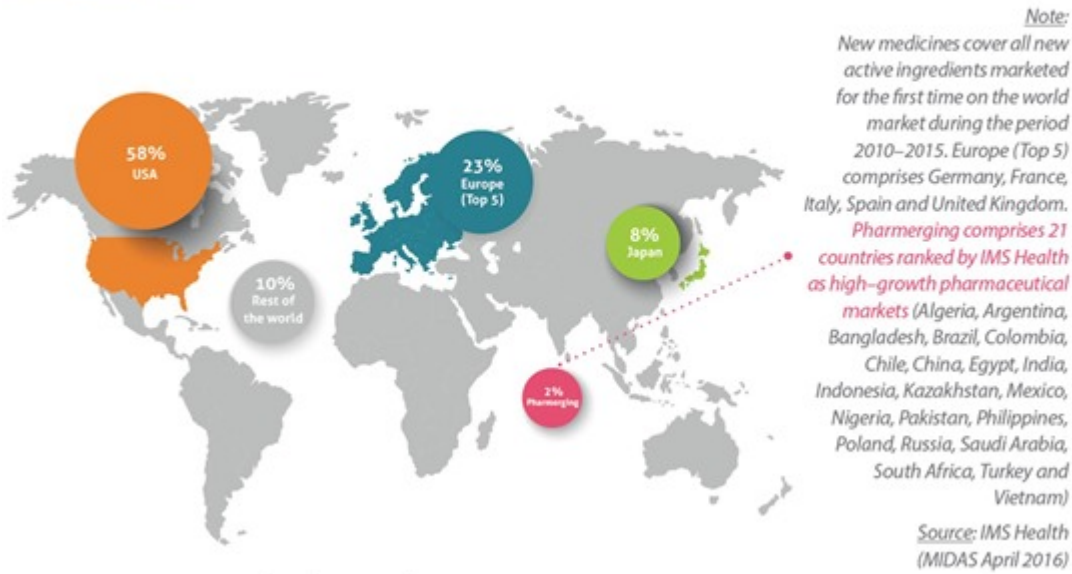 58%
USA
23%
Europe
(Top 5)
8%
Japan
10%
Rest of
the world
2%
Pharmerging
Note:
New medicines cover all new
active ingredients marketed
for the first time on the world
market during the period
2010–2015. Europe (Top 5)
comprises Germany, France,
Italy, Spain and United Kingdom.
Pharmerging comprises 21
countries ranked by IMS Health
as high–growth pharmaceutical
markets (Algeria, Argentina,
Bangladesh, Brazil, Colombia,
Chile, China, Egypt, India,
Indonesia, Kazakhstan, Mexico,
Nigeria, Pakistan, Philippines,
Poland, Russia, Saudi Arabia,
South Africa, Turkey and
Vietnam)
Source: IMS Health
(MIDAS April 2016)